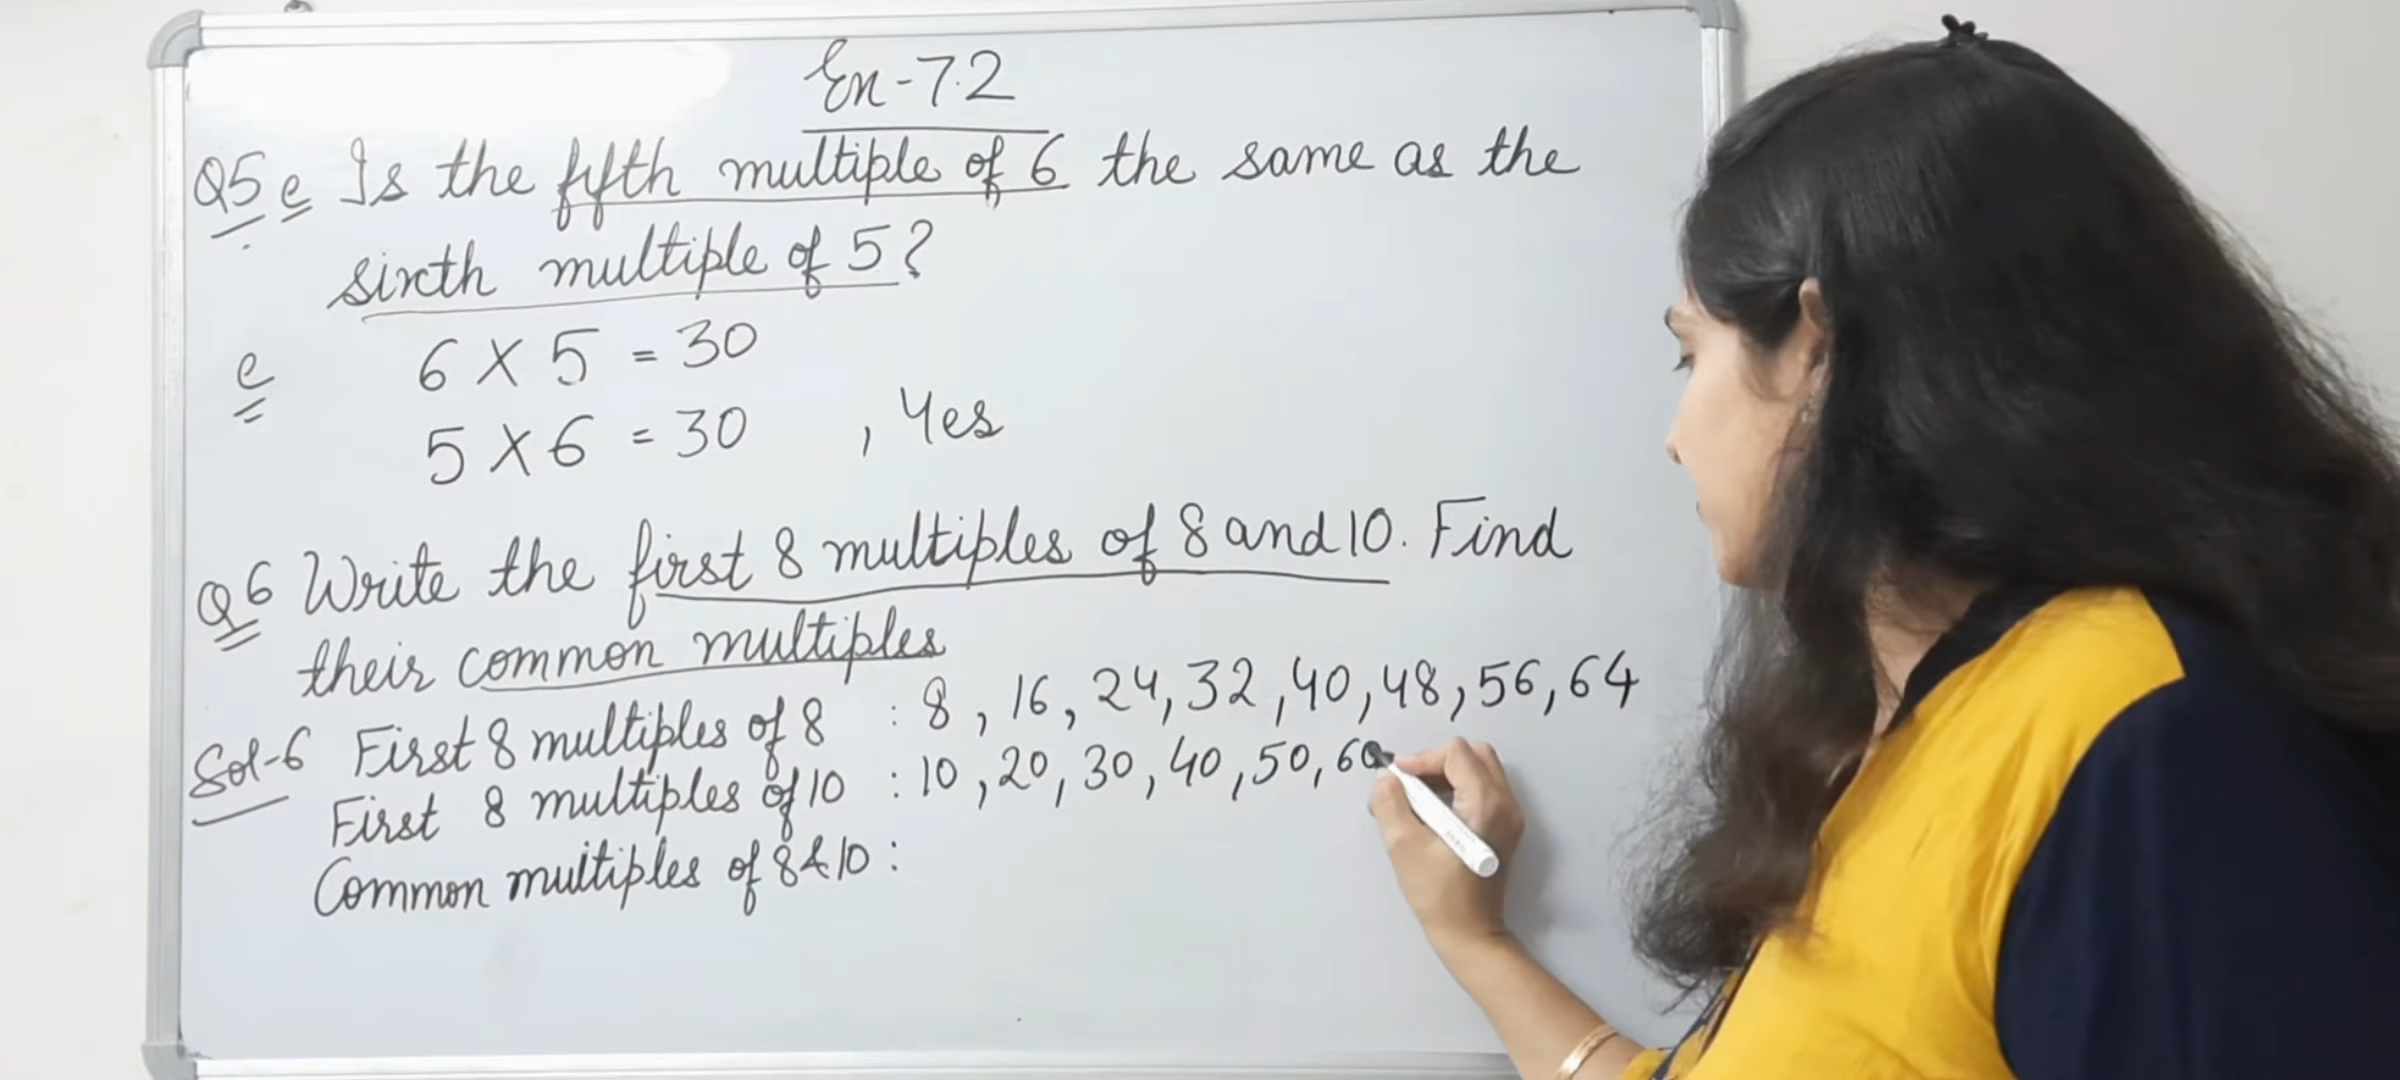 Ex-7.2
Q5 e Is the fifth multiple of 6 the same as the
sixth multiple of 5?
e 6 X 5 = 30
5 X 6 = 30 , Yes
Q6 Write the first 8 multiples of 8 and 10. Find
their common multiples
Sol-6 First 8 multiples of 8 : 8, 16, 24, 32, 40, 48, 56, 64
First 8 multiples of 10 : 10, 20, 30, 40, 50, 60
Common multiples of 8 & 10 :